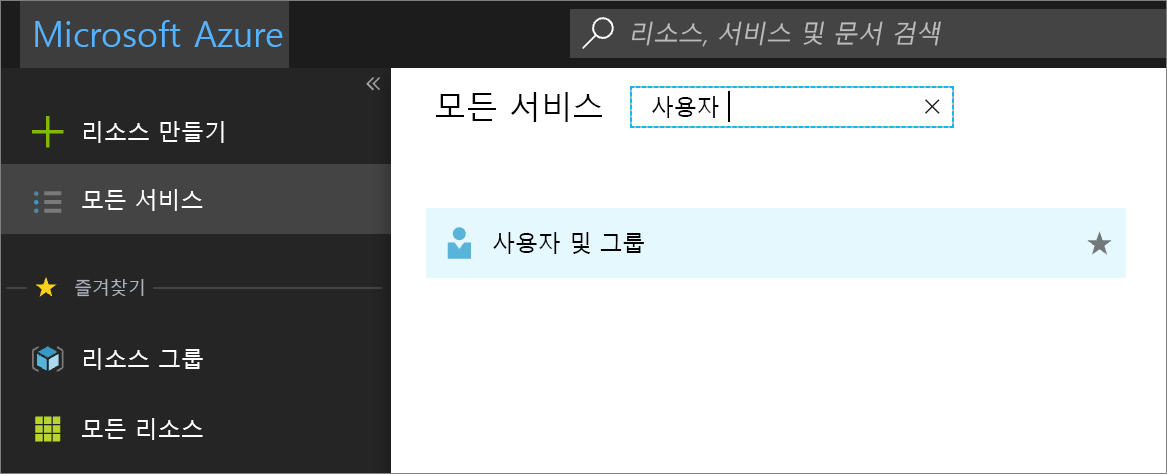 Microsoft Azure
리소스, 서비스 및 문서 검색
리소스 만들기
모든 서비스
즐겨찾기
리소스 그룹
모든 리소스
모든 서비스
사용자
사용자 및 그룹